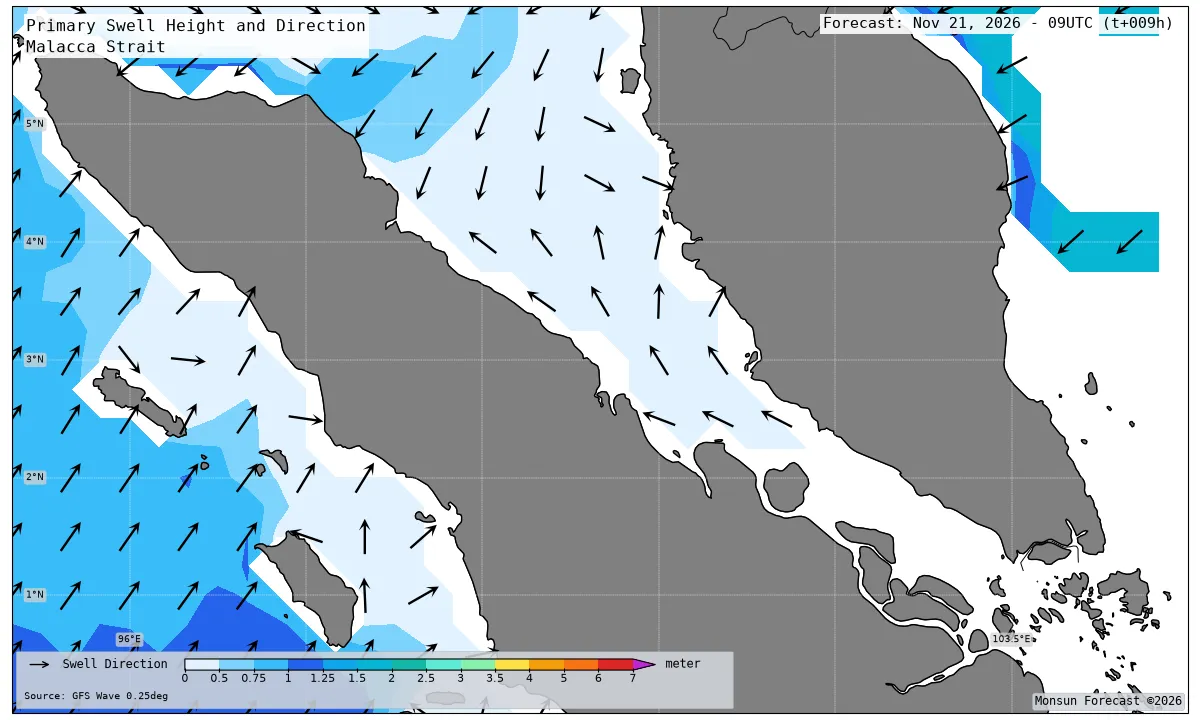 Primary Swell Height and Direction
Malacca Strait
Forecast: Nov 21, 2026 - 09UTC (t+009h)
5°N
4°N
3°N
2°N
1°N
96°E
103.5°E
Swell Direction
0 0.5 0.75 1 1.25 1.5 2 2.5 3 3.5 4 5 6 7
meter
Source: GFS Wave 0.25deg
Monsun Forecast ©2026